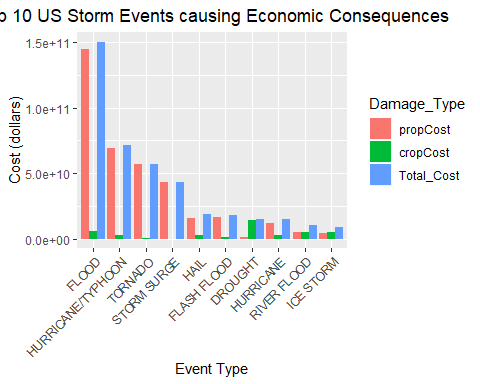 p 10 US Storm Events causing Economic Consequences
1.5e+11
1.0e+11
5.0e+10
0.0e+00
Cost (dollars)
FLOOD
HURRICANE/TYPHOON
TORNADO
STORM SURGE
HAIL
FLASH FLOOD
DROUGHT
HURRICANE
RIVER FLOOD
ICE STORM
Event Type
Damage_Type
propCost
cropCost
Total_Cost